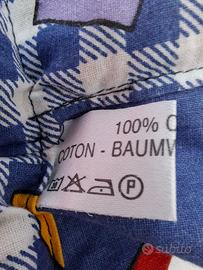 100% C
COTON - BAUMW
P
subito